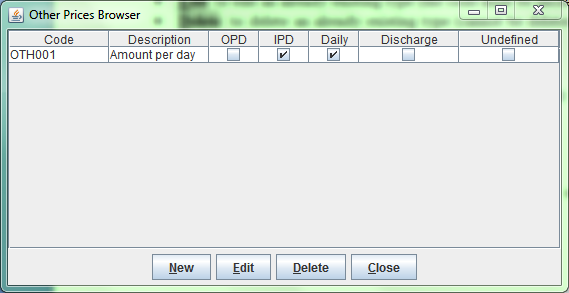 Other Prices Browser
Code Description OPD IPD Daily Discharge Undefined
OTH001 Amount per day
New Edit Delete Close